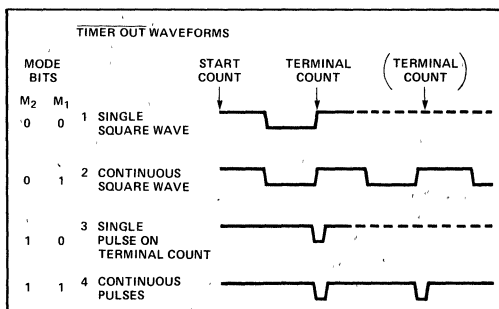 TIMER OUT WAVEFORMS
MODE BITS
START COUNT
TERMINAL COUNT
(TERMINAL COUNT)
M2 M1
0 0 1 SINGLE SQUARE WAVE
0 1 2 CONTINUOUS SQUARE WAVE
1 0 3 SINGLE PULSE ON TERMINAL COUNT
1 1 4 CONTINUOUS PULSES